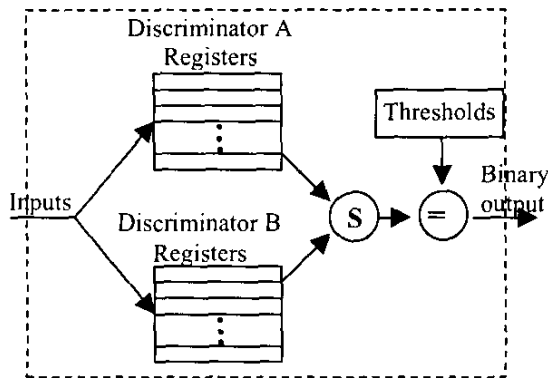 Discriminator A
Registers
Thresholds
Inputs
Binary
output
S
=
Discriminator B
Registers